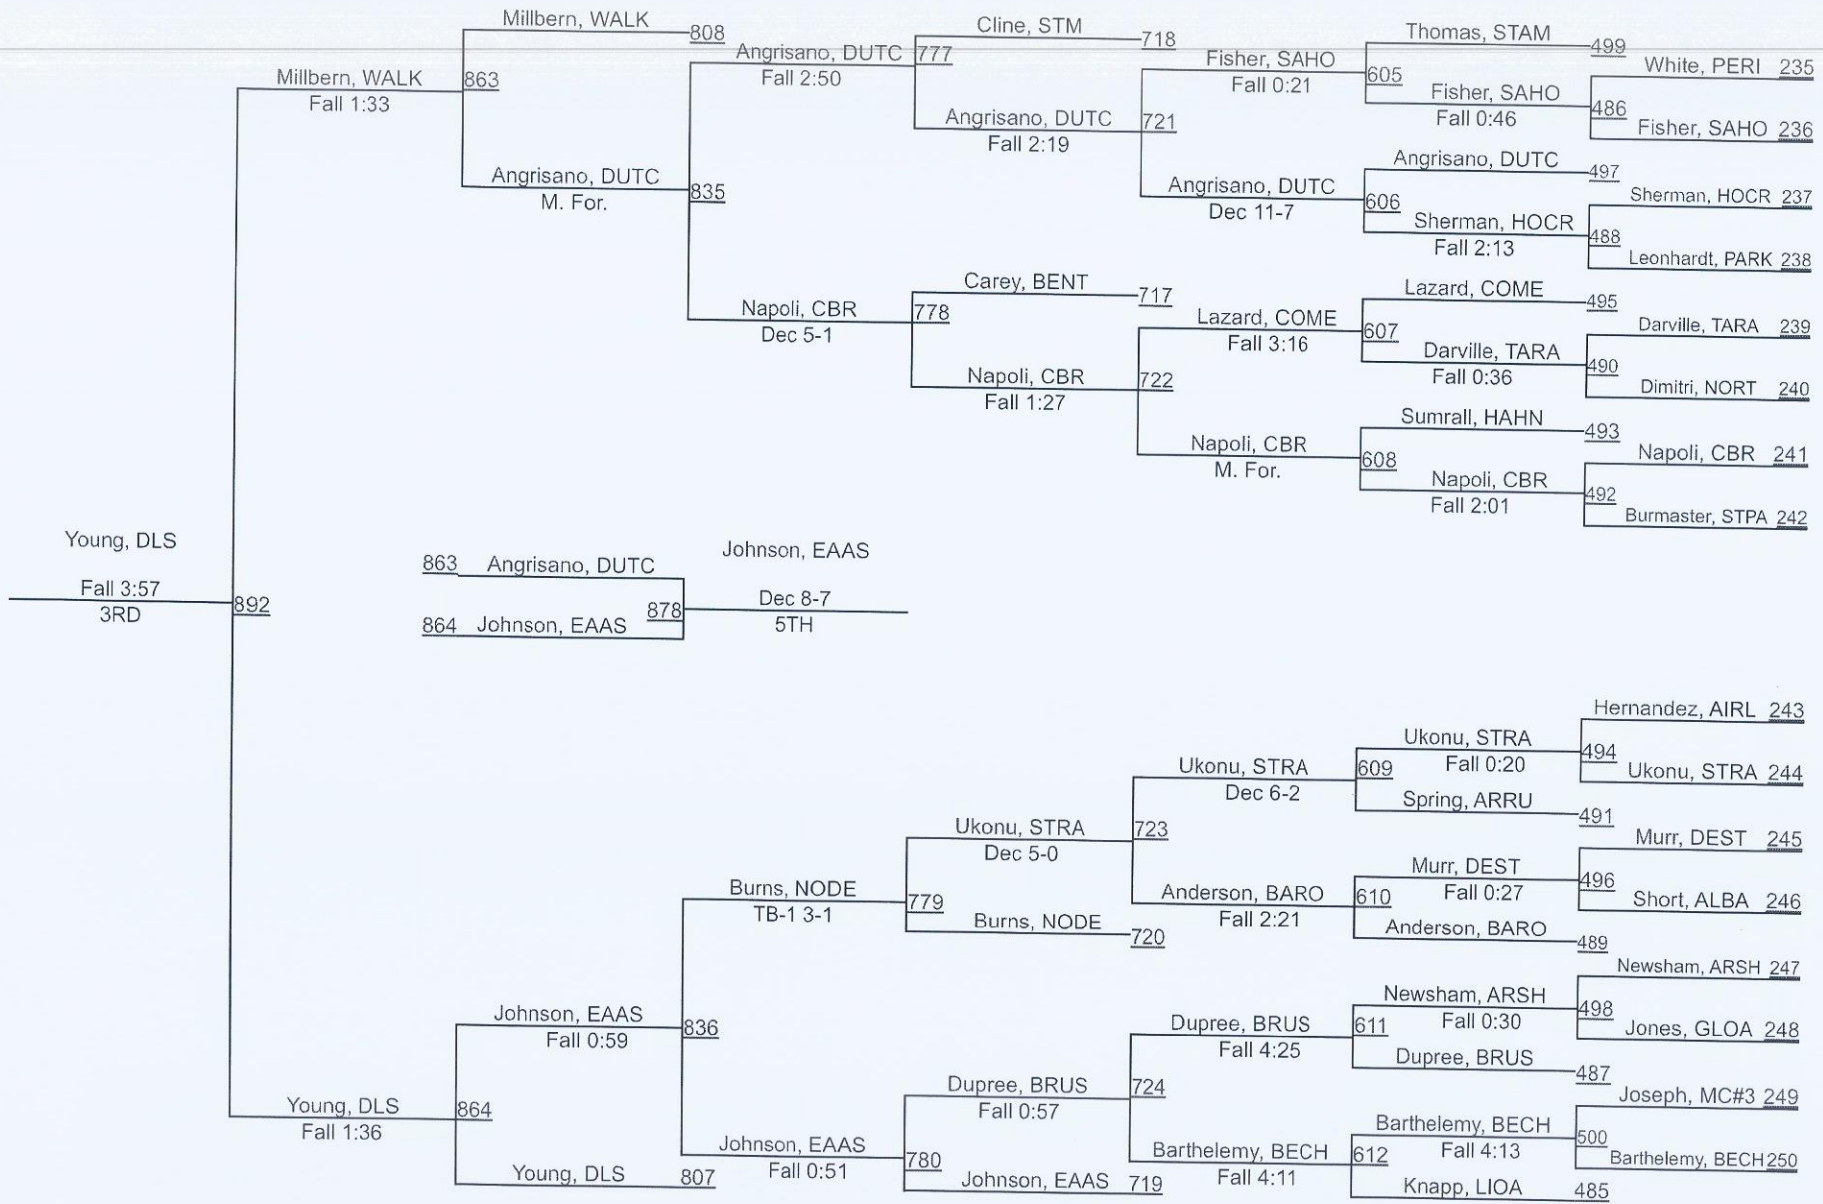 Millbern, WALK
808
Cline, STM
718
Thomas, STAM
499
Angrisano, DUTC
777
Fall 2:50
Fisher, SAHO
Fall 0:21
605
White, PERI 235
Millbern, WALK
863
Fall 1:33
Fisher, SAHO
486
Fall 0:46
Angrisano, DUTC
721
Fall 2:19
Fisher, SAHO 236
Angrisano, DUTC
497
Angrisano, DUTC
M. For.
835
Angrisano, DUTC
606
Dec 11-7
Sherman, HOCR 237
Sherman, HOCR
488
Fall 2:13
Leonhardt, PARK 238
Carey, BENT
717
Lazard, COME
495
Napoli, CBR
778
Dec 5-1
Lazard, COME
607
Fall 3:16
Darville, TARA 239
Darville, TARA
490
Fall 0:36
Napoli, CBR
722
Fall 1:27
Dimitri, NORT 240
Sumrall, HAHN
493
Napoli, CBR
608
M. For.
Napoli, CBR 241
Napoli, CBR
492
Fall 2:01
Burmaster, STPA 242
Young, DLS
Fall 3:57
892
3RD
863 Angrisano, DUTC
Johnson, EAAS
878
Dec 8-7
5TH
864 Johnson, EAAS
Hernandez, AIRL 243
Ukonu, STRA
494
Fall 0:20
Ukonu, STRA
609
Dec 6-2
Ukonu, STRA 244
Spring, ARRU
491
Ukonu, STRA
723
Dec 5-0
Murr, DEST 245
Murr, DEST
496
Fall 0:27
Burns, NODE
779
TB-1 3-1
Anderson, BARO
610
Fall 2:21
Short, ALBA 246
Burns, NODE
720
Anderson, BARO
489
Newsham, ARSH 247
Newsham, ARSH
498
Fall 0:30
Johnson, EAAS
836
Fall 0:59
Dupree, BRUS
611
Fall 4:25
Jones, GLOA 248
Dupree, BRUS
487
Dupree, BRUS
724
Fall 0:57
Joseph, MC#3 249
Young, DLS
864
Fall 1:36
Barthelemy, BECH
500
Fall 4:13
Johnson, EAAS
780
Fall 0:51
Barthelemy, BECH
612
Fall 4:11
Barthelemy, BECH 250
Young, DLS
807
Johnson, EAAS 719
Knapp, LIOA
485